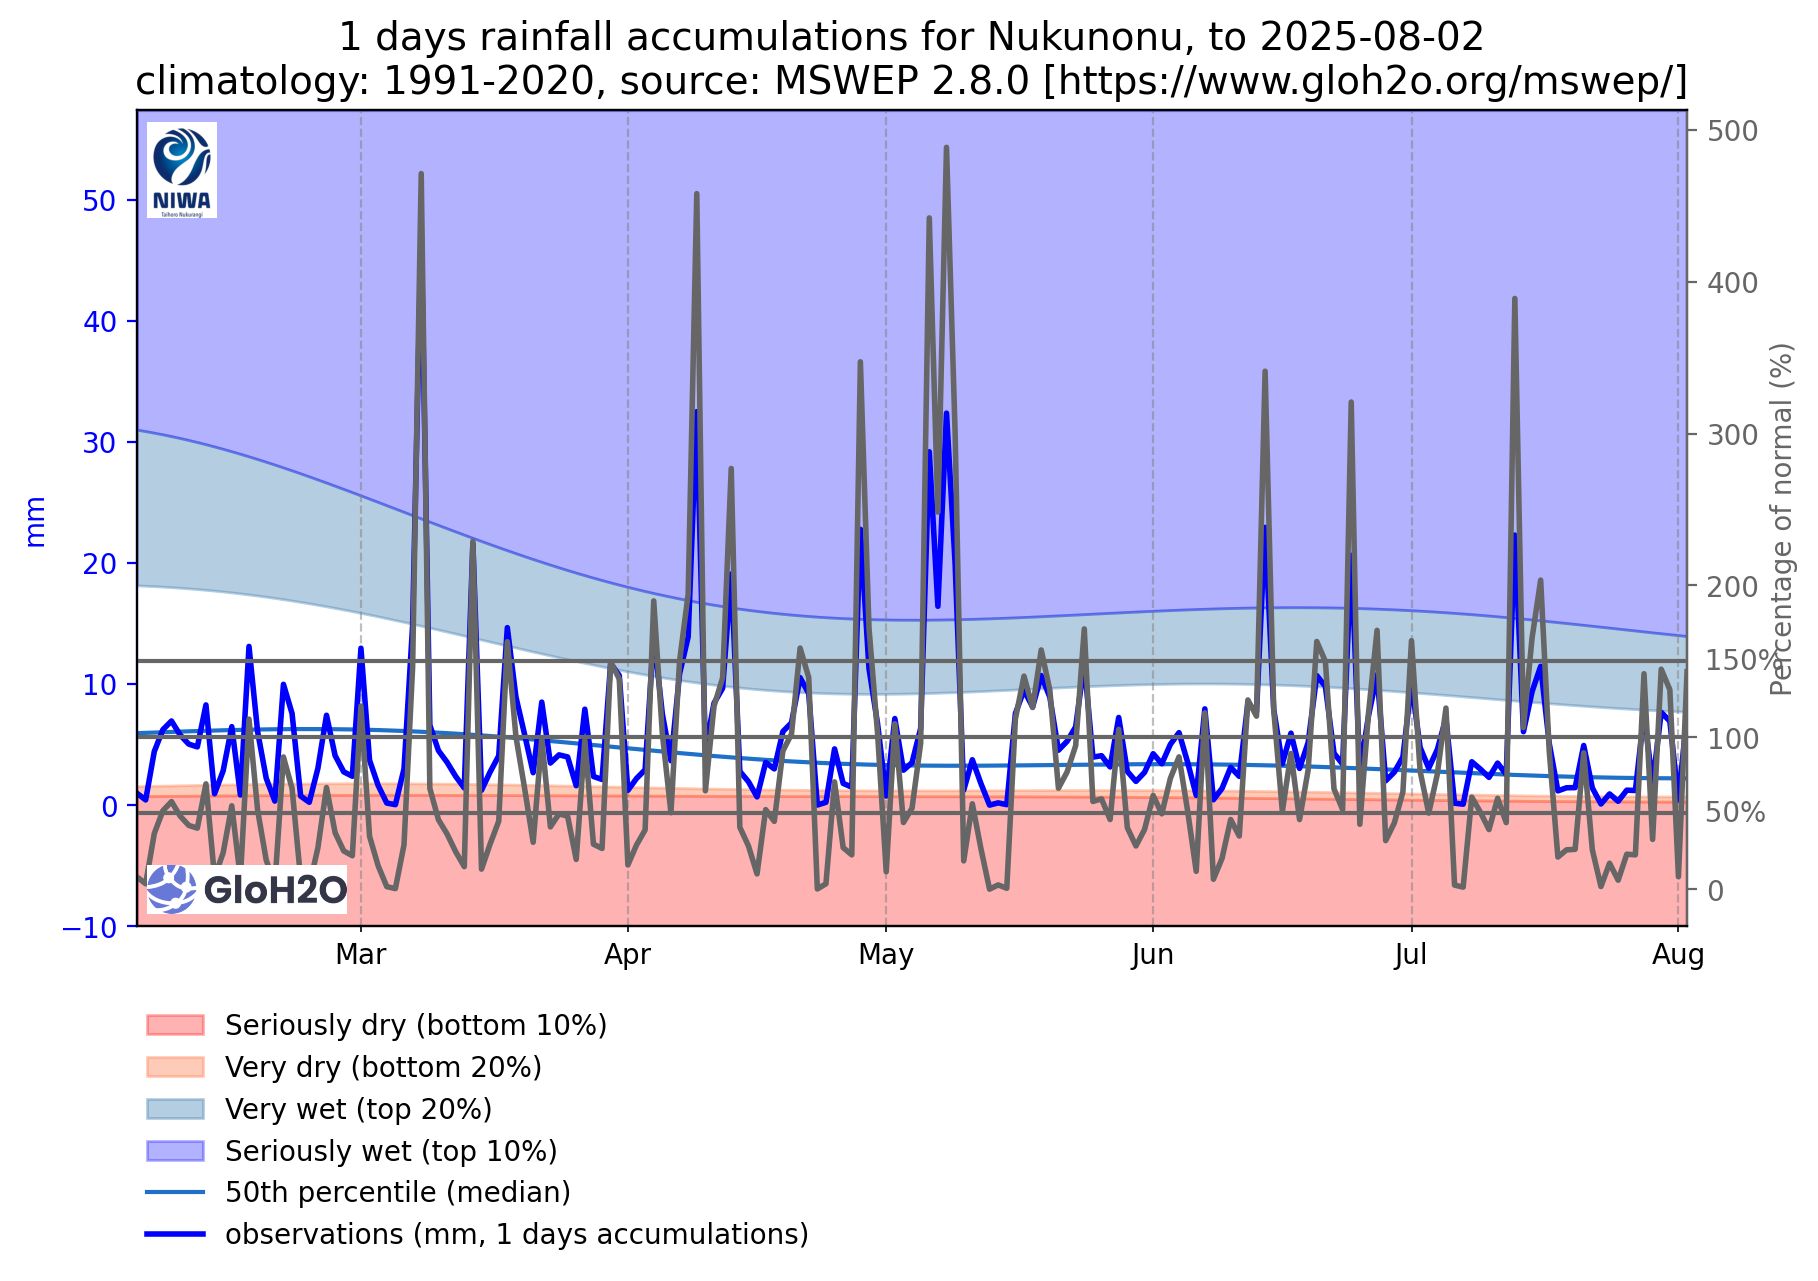 1 days rainfall accumulations for Nukunonu, to 2025-08-02
climatology: 1991-2020, source: MSWEP 2.8.0 [https://www.gloh2o.org/mswep/]
NIWA
Taihoro Nukurangi
50
40
30
20
10
0
−10
mm
500
400
300
200
150%
100
50%
0
Percentage of normal (%)
GloH2O
Mar Apr May Jun Jul Aug
Seriously dry (bottom 10%)
Very dry (bottom 20%)
Very wet (top 20%)
Seriously wet (top 10%)
50th percentile (median)
observations (mm, 1 days accumulations)